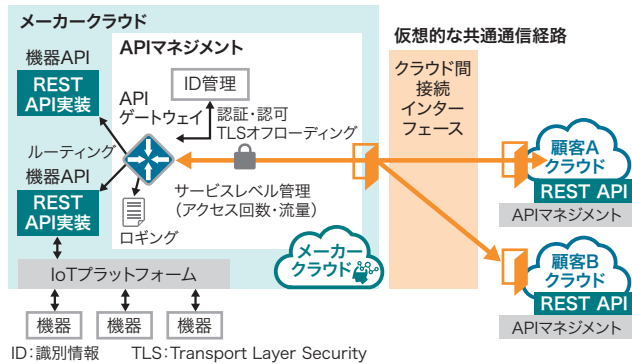 メーカークラウド
APIマネジメント
機器API
REST
API実装
ID管理
API
ゲートウェイ
認証・認可
TLSオフローディング
ルーティング
機器API
REST
API実装
サービスレベル管理
（アクセス回数・流量）
ロギング
メーカー
クラウド
IoTプラットフォーム
機器
機器
機器
仮想的な共通通信経路
クラウド間
接続
インター
フェース
顧客A
クラウド
REST API
APIマネジメント
顧客B
クラウド
REST API
APIマネジメント
ID：識別情報　TLS：Transport Layer Security